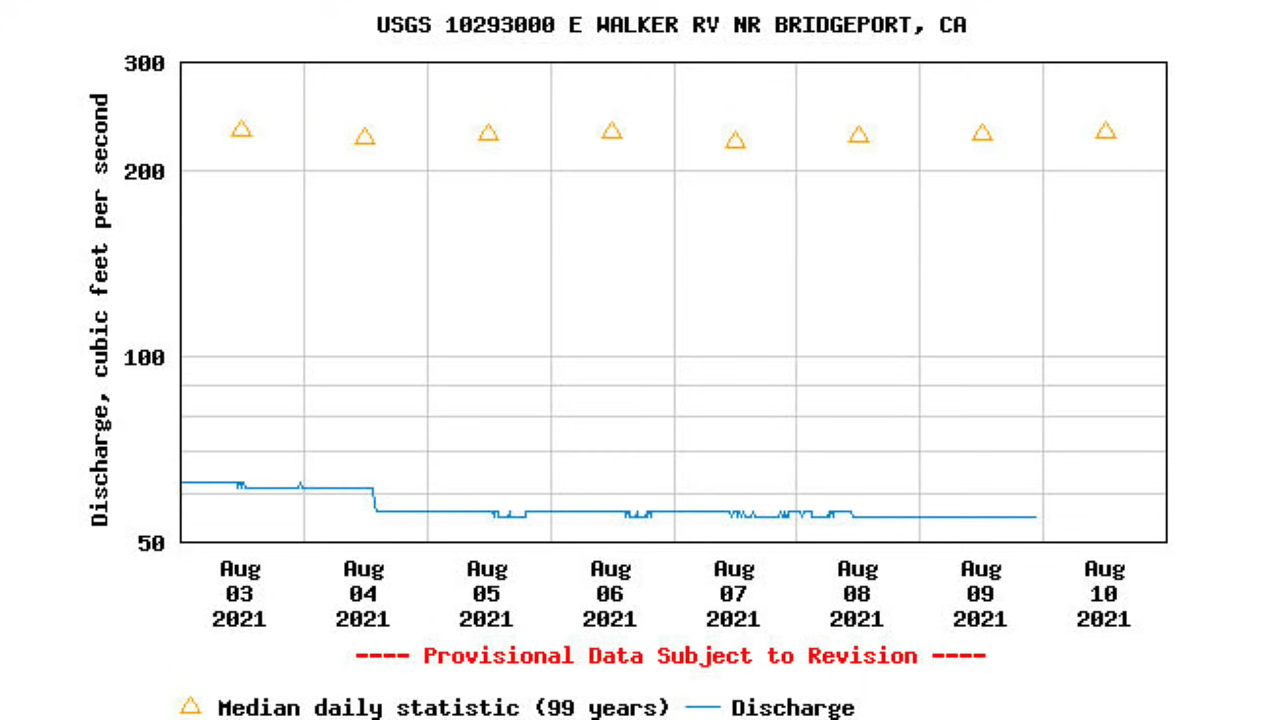 USGS 10293000 E WALKER RV NR BRIDGEPORT, CA
Discharge, cubic feet per second
300
200
100
50
Aug Aug Aug Aug Aug Aug Aug Aug
03 04 05 06 07 08 09 10
2021 2021 2021 2021 2021 2021 2021 2021
---- Provisional Data Subject to Revision ----
Median daily statistic (99 years) Discharge